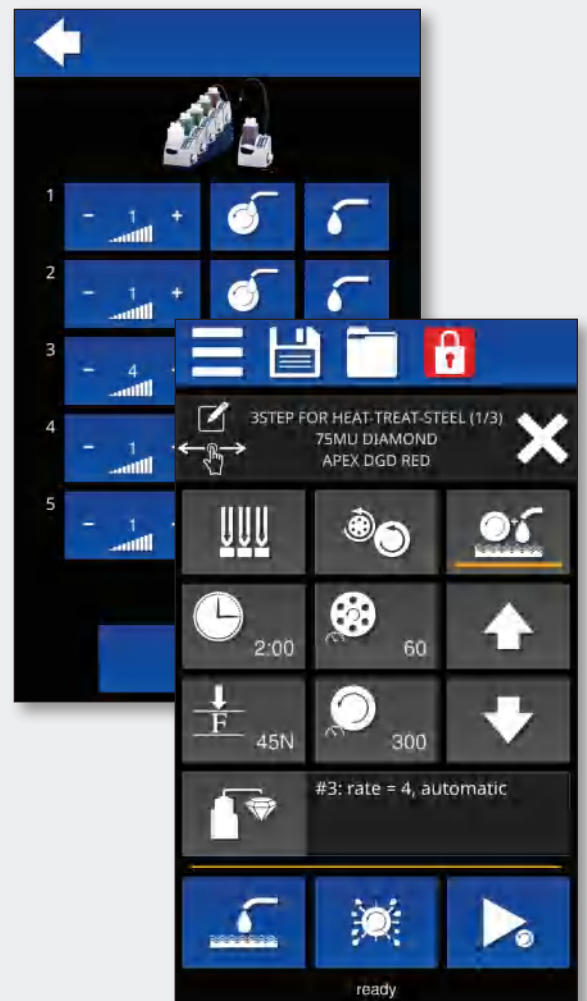 1
- 1 +
2
- 1 +
3
- 4
4
- 1
5
- 1
3STEP FOR HEAT-TREAT-STEEL (1/3)
75MU DIAMOND
APEX DGD RED
2:00
60
F
45N
300
#3: rate = 4, automatic
ready